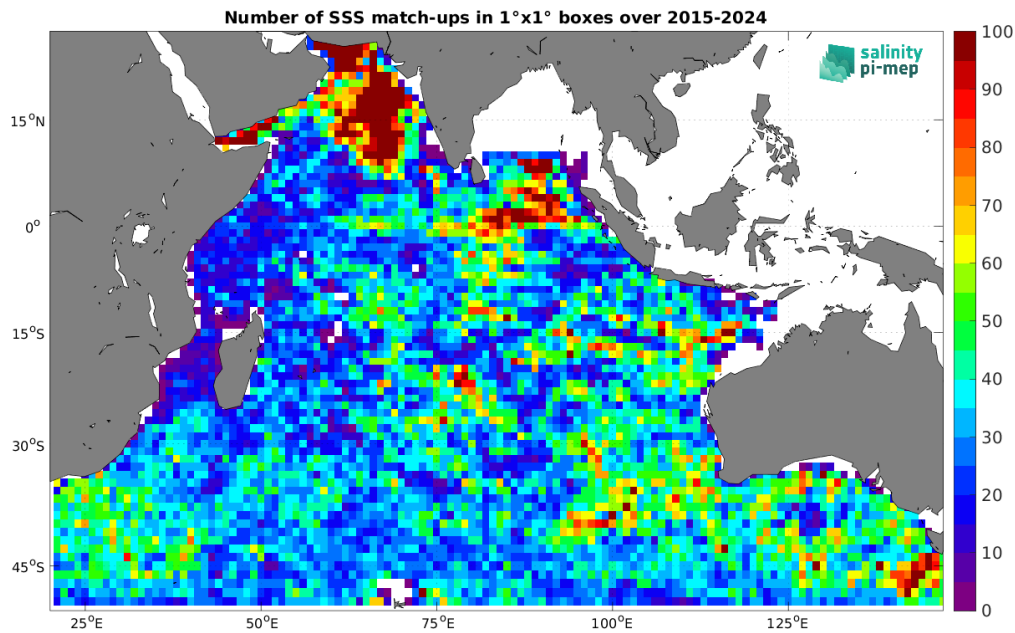 Number of SSS match-ups in 1°x1° boxes over 2015-2024
salinity
pi-mep
15°N
0°
15°S
30°S
45°S
25°E
50°E
75°E
100°E
125°E
100
90
80
70
60
50
40
30
20
10
0